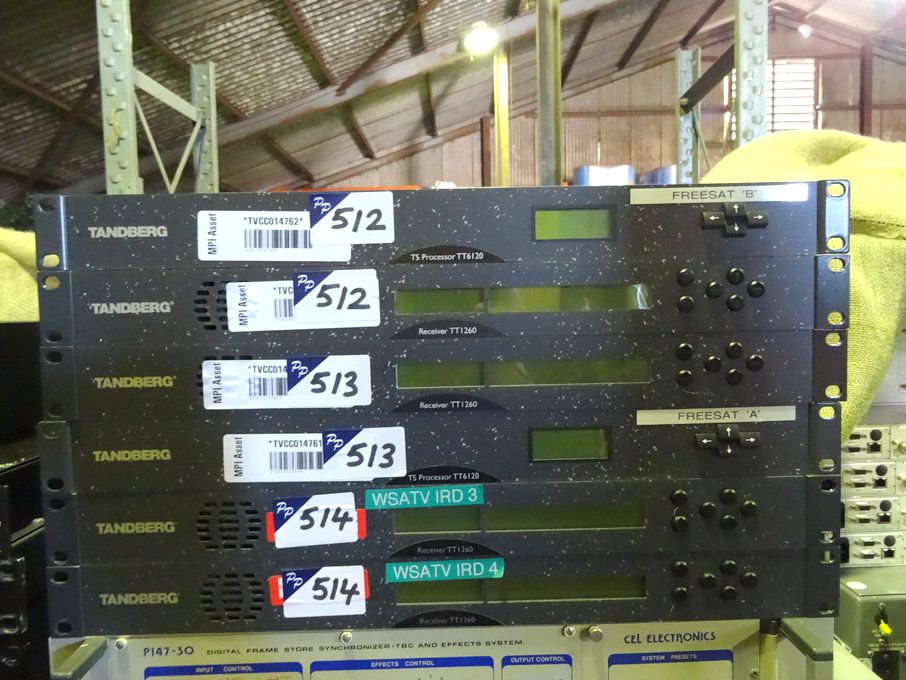 FREESAT 'B'
TANDBERG
MPI Asset
*TVCC014762*
PP
512
TS Processor TT6120
TANDBERG
MPI Asset
*TVC
PP
512
Receiver TT1260
TANDBERG
MPI Asset
*TVCC014
PP
513
Receiver TT1260
FREESAT 'A'
TANDBERG
MPI Asset
*TVCC014761
PP
513
TS Processor TT6120
WSATV IRD 3
TANDBERG
PP
514
Receiver TT1260
WSATV IRD 4
TANDBERG
PP
514
Receiver TT1260
P147-30 DIGITAL FRAME STORE SYNCHRONIZER-TBC AND EFFECTS SYSTEM. CEL ELECTRONICS
INPUT CONTROL EFFECTS CONTROL OUTPUT CONTROL SYSTEM PRESETS